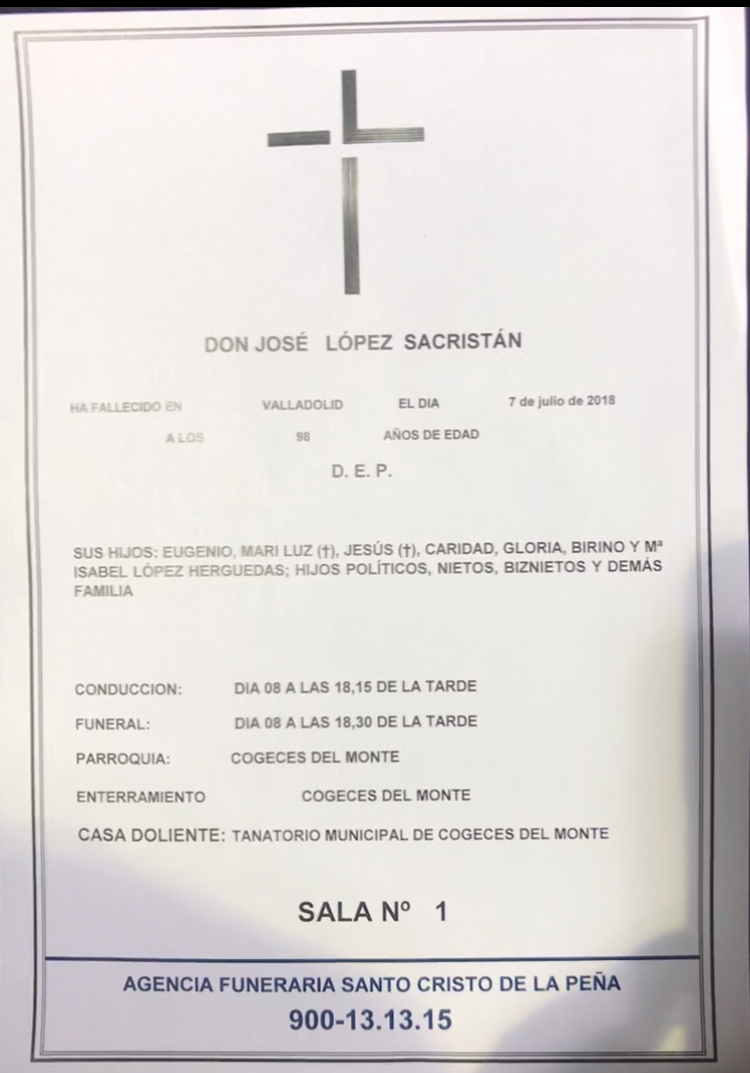 DON JOSÉ LÓPEZ SACRISTÁN
HA FALLECIDO EN VALLADOLID EL DIA 7 de julio de 2018
A LOS 98 AÑOS DE EDAD
D. E. P.
SUS HIJOS: EUGENIO, MARI LUZ (†), JESÚS (†), CARIDAD, GLORIA, BIRINO Y Mª
ISABEL LÓPEZ HERGUEDAS; HIJOS POLÍTICOS, NIETOS, BIZNIETOS Y DEMÁS
FAMILIA
CONDUCCION: DIA 08 A LAS 18,15 DE LA TARDE
FUNERAL: DIA 08 A LAS 18,30 DE LA TARDE
PARROQUIA: COGECES DEL MONTE
ENTERRAMIENTO COGECES DEL MONTE
CASA DOLIENTE: TANATORIO MUNICIPAL DE COGECES DEL MONTE
SALA Nº 1
AGENCIA FUNERARIA SANTO CRISTO DE LA PEÑA
900-13.13.15